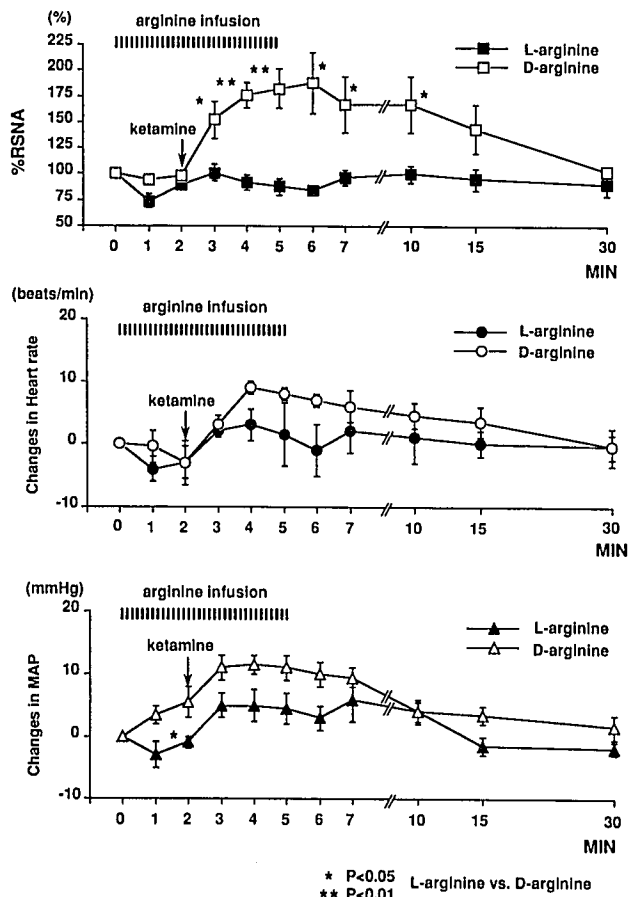 (%)
arginine infusion
L-arginine
D-arginine
225
200
175
150
125
100
75
50
%RSNA
ketamine
* ** ** * * *
0 1 2 3 4 5 6 7 10 15 30
MIN
(beats/min)
arginine infusion
L-arginine
D-arginine
20
10
0
-10
Changes in Heart rate
ketamine
0 1 2 3 4 5 6 7 10 15 30
MIN
(mmHg)
arginine infusion
L-arginine
D-arginine
20
10
0
-10
Changes in MAP
ketamine
*
0 1 2 3 4 5 6 7 10 15 30
MIN
* P<0.05
** P<0.01
L-arginine vs. D-arginine